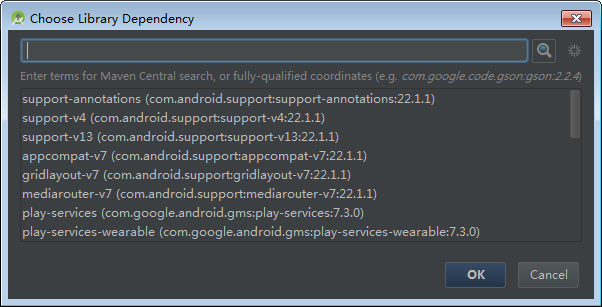 Choose Library Dependency
Enter terms for Maven Central search, or fully-qualified coordinates (e.g. com.google.code.gson:gson:2.2.4)
support-annotations (com.android.support:support-annotations:22.1.1)
support-v4 (com.android.support:support-v4:22.1.1)
support-v13 (com.android.support:support-v13:22.1.1)
appcompat-v7 (com.android.support:appcompat-v7:22.1.1)
gridlayout-v7 (com.android.support:gridlayout-v7:22.1.1)
mediarouter-v7 (com.android.support:mediarouter-v7:22.1.1)
play-services (com.google.android.gms:play-services:7.3.0)
play-services-wearable (com.google.android.gms:play-services-wearable:7.3.0)
OK
Cancel